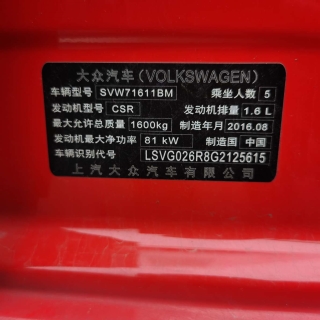 大众汽车(VOLKSWAGEN)
车辆型号 SVW71611BM 乘坐人数 5
发动机型号 CSR 发动机排量 1.6 L
最大允许总质量 1600kg 制造年月 2016.08
发动机最大净功率 81 kW 制造国 中国
车辆识别代号 LSVG026R8G2125615
上汽大众汽车有限公司